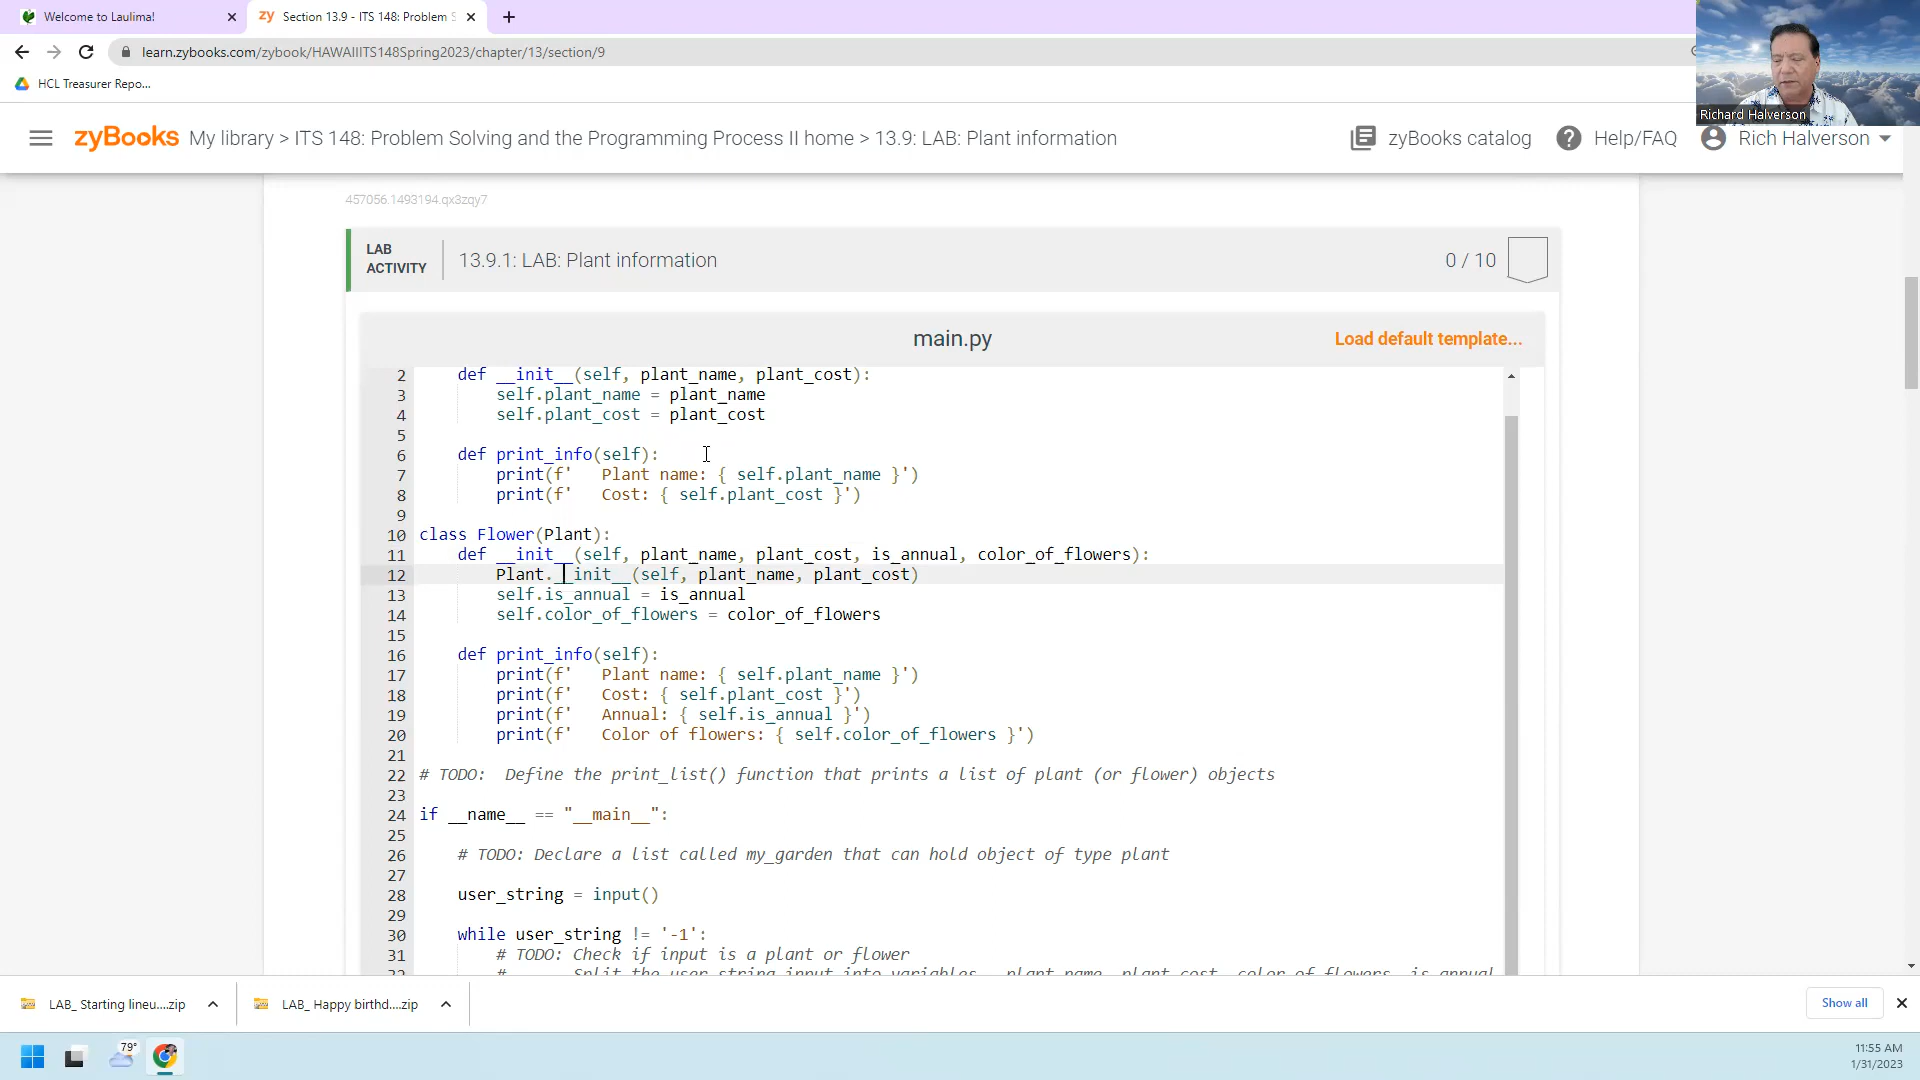 Welcome to Laulima!
zy Section 13.9 - ITS 148: Problem S
learn.zybooks.com/zybook/HAWAIIITS148Spring2023/chapter/13/section/9
HCL Treasurer Repo...
Richard Halverson
zyBooks My library > ITS 148: Problem Solving and the Programming Process II home > 13.9: LAB: Plant information
zyBooks catalog
Help/FAQ
Rich Halverson
457056.1493194.qx3zqy7
LAB ACTIVITY
13.9.1: LAB: Plant information
0 / 10
main.py
Load default template...
2     def __init__(self, plant_name, plant_cost):
3         self.plant_name = plant_name
4         self.plant_cost = plant_cost
5
6     def print_info(self):
7         print(f'   Plant name: { self.plant_name }')
8         print(f'   Cost: { self.plant_cost }')
9
10 class Flower(Plant):
11     def __init__(self, plant_name, plant_cost, is_annual, color_of_flowers):
12         Plant.__init__(self, plant_name, plant_cost)
13         self.is_annual = is_annual
14         self.color_of_flowers = color_of_flowers
15
16     def print_info(self):
17         print(f'   Plant name: { self.plant_name }')
18         print(f'   Cost: { self.plant_cost }')
19         print(f'   Annual: { self.is_annual }')
20         print(f'   Color of flowers: { self.color_of_flowers }')
21
22 # TODO:  Define the print_list() function that prints a list of plant (or flower) objects
23
24 if __name__ == "__main__":
25
26     # TODO: Declare a list called my_garden that can hold object of type plant
27
28     user_string = input()
29
30     while user_string != '-1':
31         # TODO: Check if input is a plant or flower
32         #       Split the user_string input into variables - plant_name, plant_cost, color_of_flowers, is_annual
LAB_ Starting lineu....zip
LAB_ Happy birthd....zip
Show all
79°
11:55 AM
1/31/2023